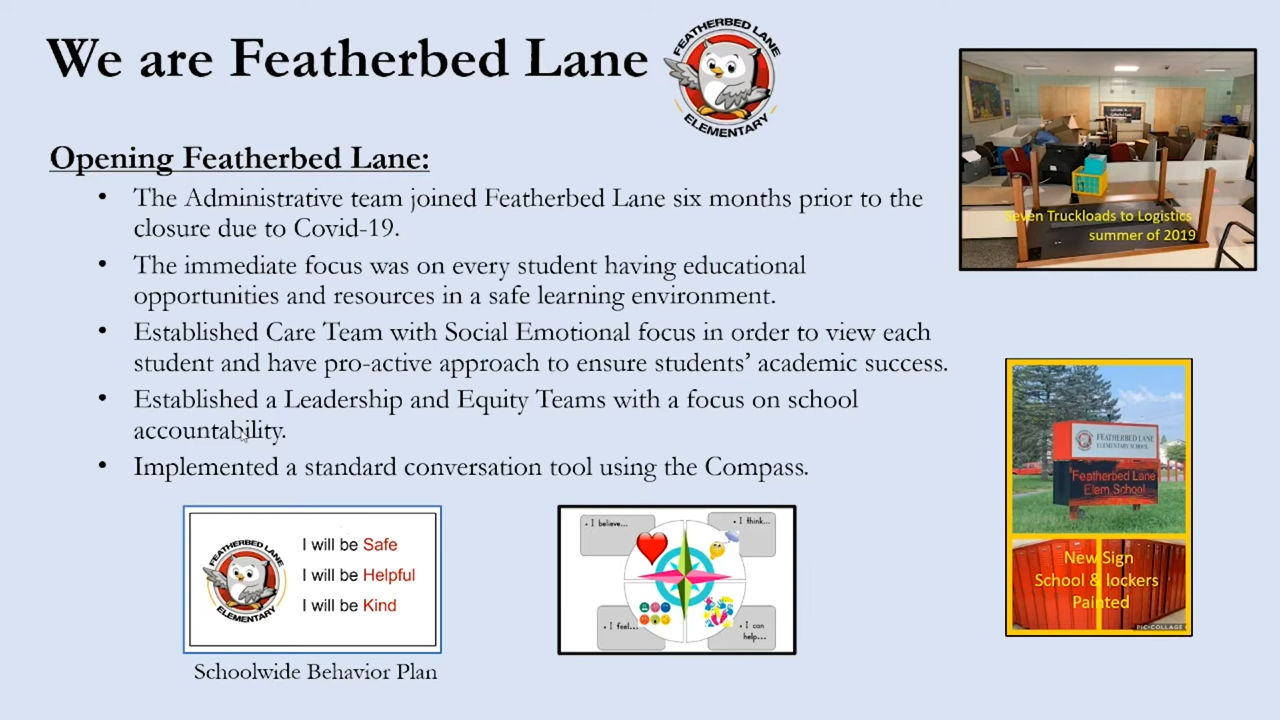 We are Featherbed Lane
FEATHERBED LANE
ELEMENTARY
Opening Featherbed Lane:
• The Administrative team joined Featherbed Lane six months prior to the
closure due to Covid-19.
• The immediate focus was on every student having educational
opportunities and resources in a safe learning environment.
• Established Care Team with Social Emotional focus in order to view each
student and have pro-active approach to ensure students’ academic success.
• Established a Leadership and Equity Teams with a focus on school
accountability.
• Implemented a standard conversation tool using the Compass.
Seven Truckloads to Logistics
summer of 2019
FEATHERBED LANE
ELEMENTARY SCHOOL
Featherbed Lane
Elem.School
New Sign
School & lockers
Painted
PIC-COLLAGE
FEATHERBED LANE
ELEMENTARY
I will be Safe
I will be Helpful
I will be Kind
Schoolwide Behavior Plan
• I believe...
• I think...
• I feel...
• I can
help...